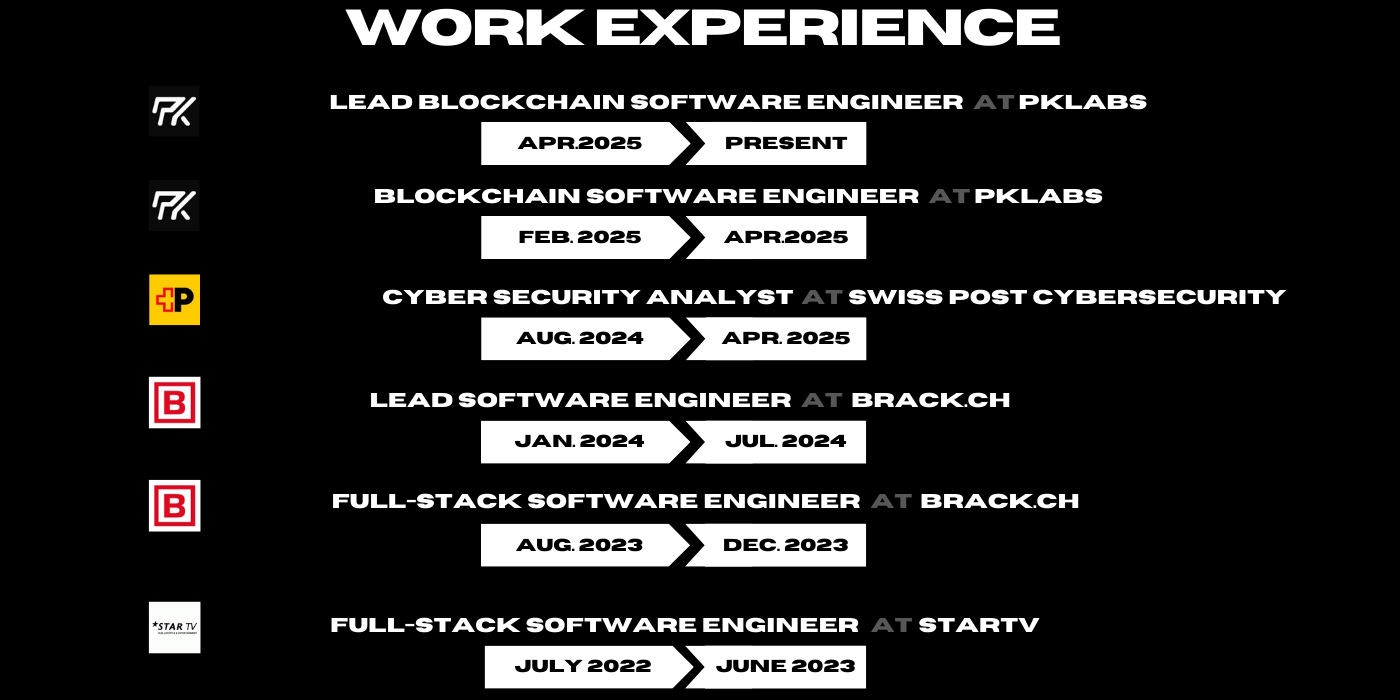 WORK EXPERIENCE
LEAD BLOCKCHAIN SOFTWARE ENGINEER AT PKLABS
APR.2025 PRESENT
BLOCKCHAIN SOFTWARE ENGINEER AT PKLABS
FEB. 2025 APR.2025
P
CYBER SECURITY ANALYST AT SWISS POST CYBERSECURITY
AUG. 2024 APR. 2025
B
LEAD SOFTWARE ENGINEER AT BRACK.CH
JAN. 2024 JUL. 2024
B
FULL-STACK SOFTWARE ENGINEER AT BRACK.CH
AUG. 2023 DEC. 2023
*STAR TV
FULL-STACK SOFTWARE ENGINEER AT STARTV
JULY 2022 JUNE 2023